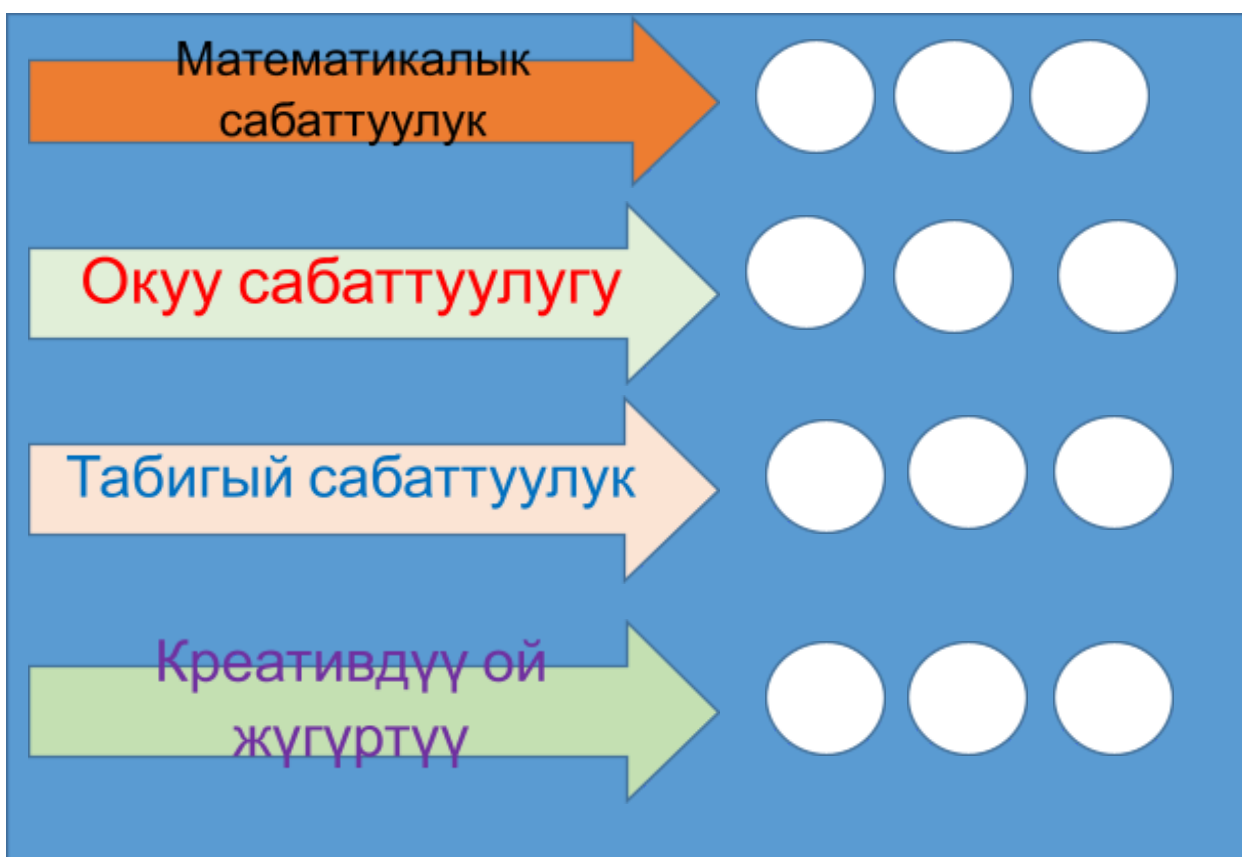 Математикалык
сабаттуулук
Окуу сабаттуулугу
Табигый сабаттуулук
Креативдүү ой
жүгүртүү